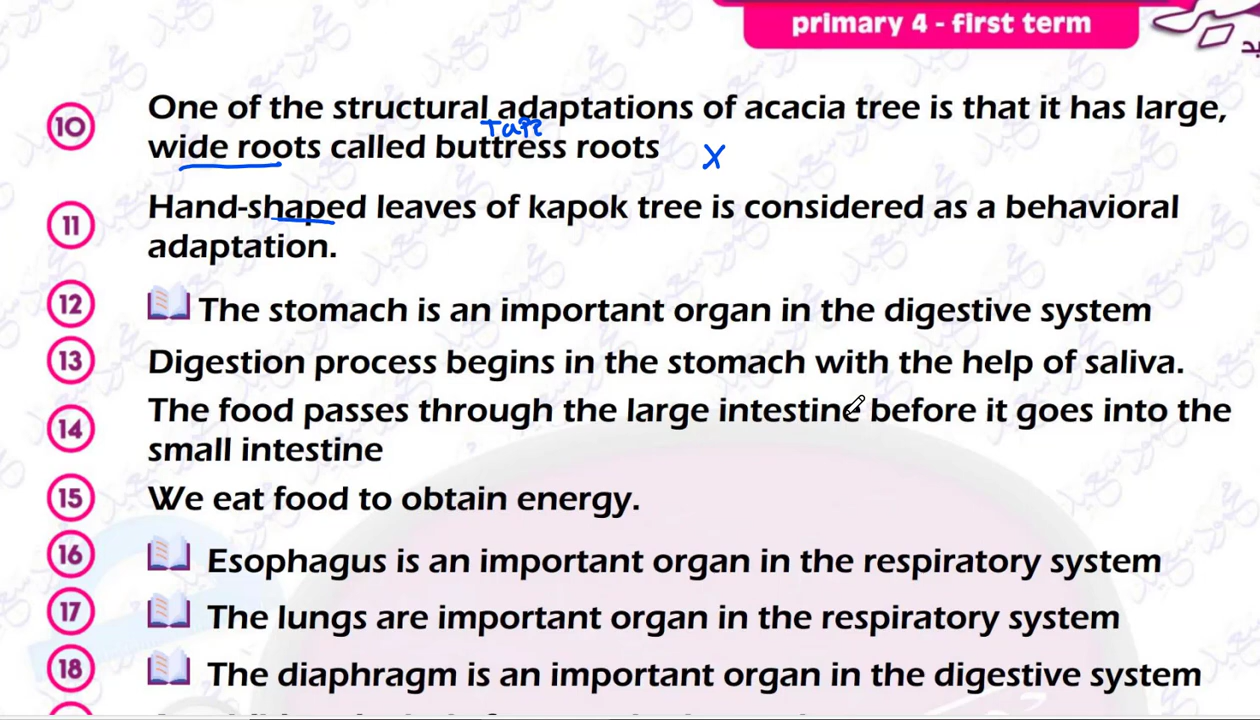 primary 4 - first term
10 One of the structural adaptations of acacia tree is that it has large,
wide roots called buttress roots X
11 Hand-shaped leaves of kapok tree is considered as a behavioral
adaptation.
12 The stomach is an important organ in the digestive system
13 Digestion process begins in the stomach with the help of saliva.
14 The food passes through the large intestine before it goes into the
small intestine
15 We eat food to obtain energy.
16 Esophagus is an important organ in the respiratory system
17 The lungs are important organ in the respiratory system
18 The diaphragm is an important organ in the digestive system